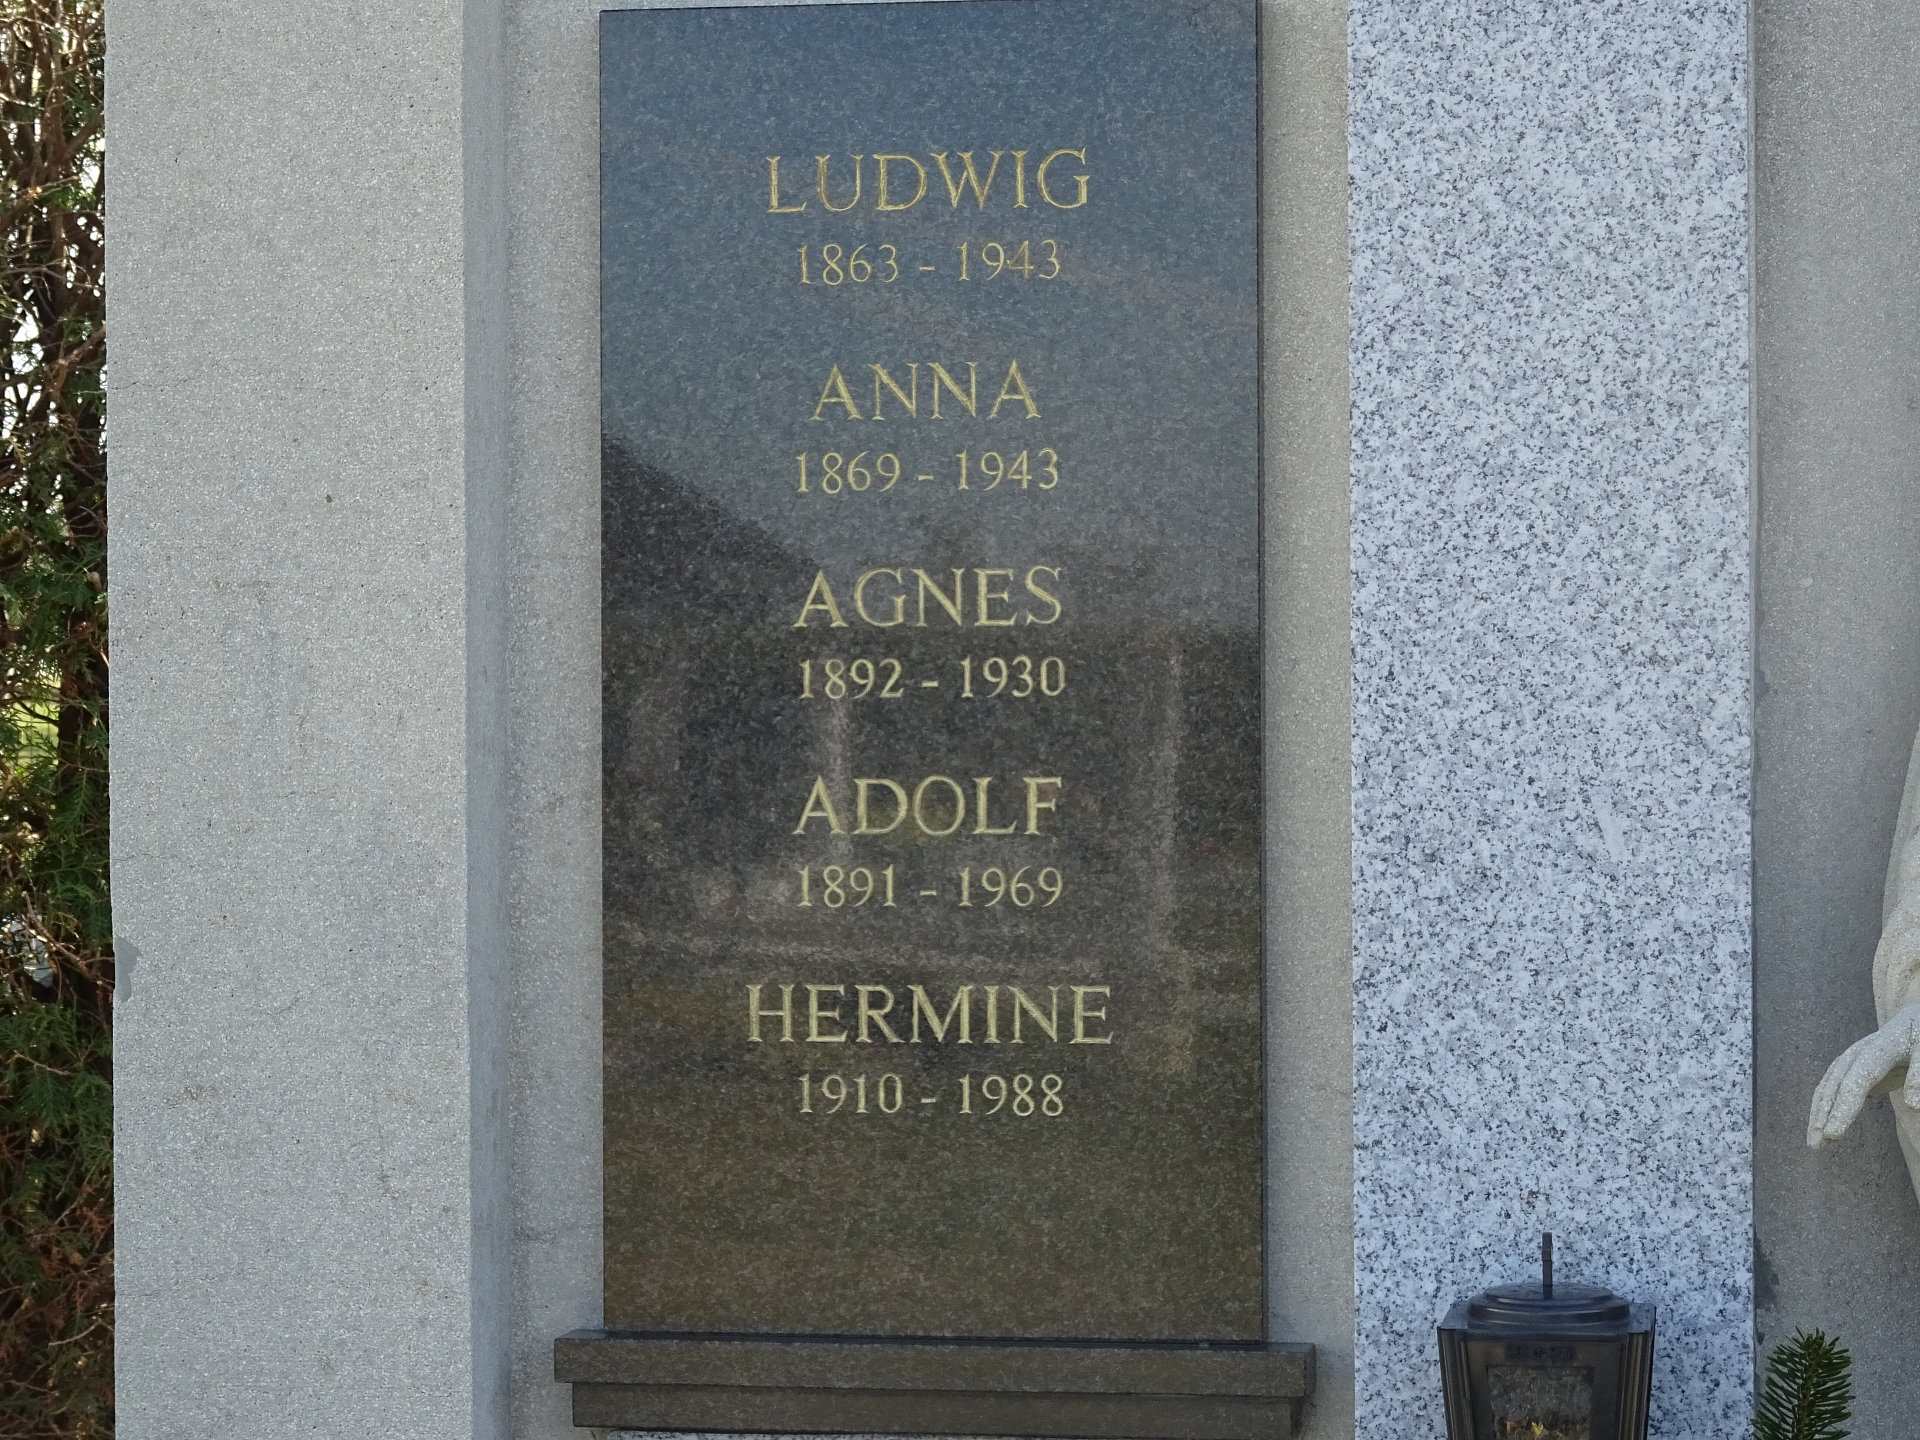 LUDWIG
1863 - 1943
ANNA
1869 - 1943
AGNES
1892 - 1930
ADOLF
1891 - 1969
HERMINE
1910 - 1988